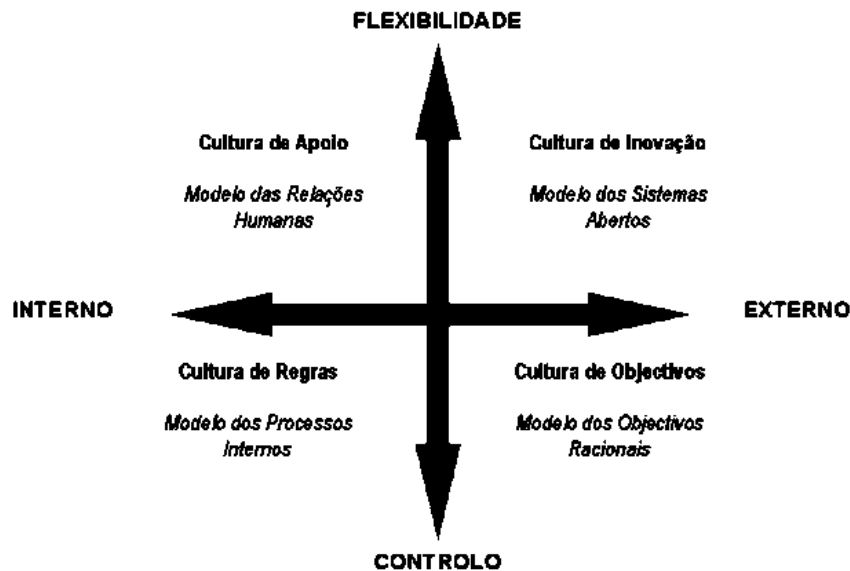 FLEXIBILIDADE
Cultura de Apoio
Cultura de Inovação
Modelo das Relações
Humanas
Modelo dos Sistemas
Abertos
INTERNO
EXTERNO
Cultura de Regras
Cultura de Objectivos
Modelo dos Processos
Internos
Modelo dos Objectivos
Racionais
CONTROLO